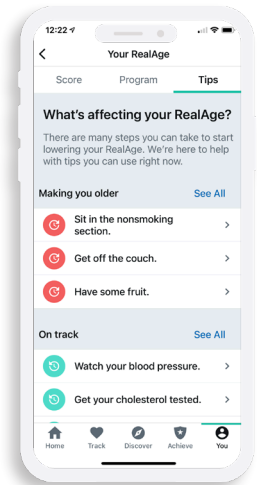 12:22
Your RealAge
Score Program Tips
What's affecting your RealAge?
There are many steps you can take to start
lowering your RealAge. We're here to help
with tips you can use right now.
Making you older See All
Sit in the nonsmoking
section.
Get off the couch.
Have some fruit.
On track See All
Watch your blood pressure.
Get your cholesterol tested.
Home Track Discover Achieve You